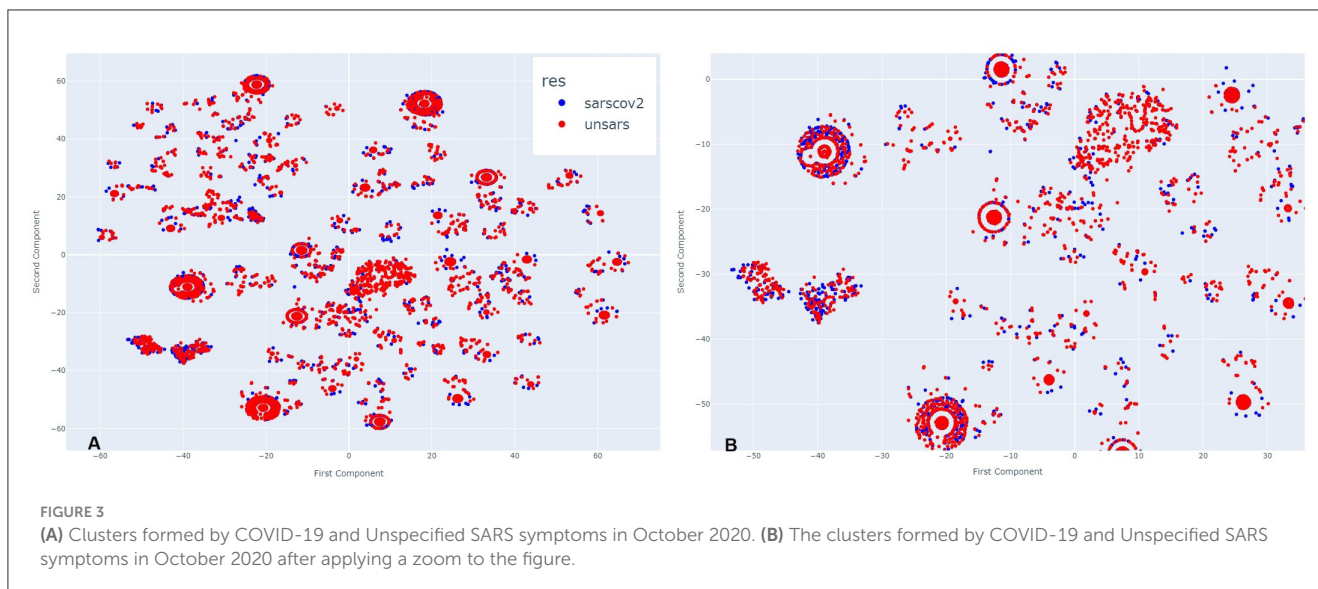 res
sarscov2
unsars
60
40
20
0
−20
−40
−60
Second Component
−60
−40
−20
0
20
40
60
First Component
A
0
−10
−20
−30
−40
−50
Second Component
−50
−40
−30
−20
−10
0
10
20
30
First Component
B
FIGURE 3
(A) Clusters formed by COVID-19 and Unspecified SARS symptoms in October 2020. (B) The clusters formed by COVID-19 and Unspecified SARS
symptoms in October 2020 after applying a zoom to the figure.